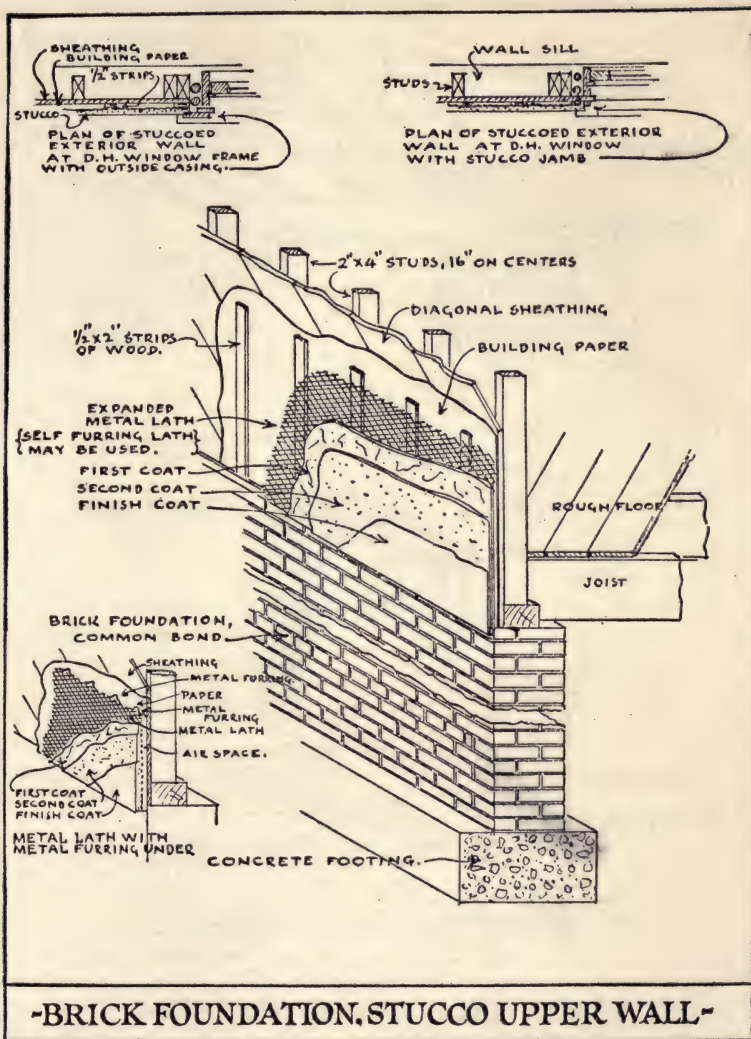 SHEATHING
BUILDING PAPER
1/2" STRIPS
STUCCO
PLAN OF STUCCOED
EXTERIOR WALL
AT D.H. WINDOW FRAME
WITH OUTSIDE CASING.
WALL SILL
STUDS
PLAN OF STUCCOED EXTERIOR
WALL AT D.H. WINDOW
WITH STUCCO JAMB
2"X4" STUDS, 16" ON CENTERS
DIAGONAL SHEATHING
1/2"X2" STRIPS
OF WOOD.
BUILDING PAPER
EXPANDED
METAL LATH
{SELF FURRING LATH}
MAY BE USED.
FIRST COAT
SECOND COAT
FINISH COAT
ROUGH FLOOR
JOIST
BRICK FOUNDATION,
COMMON BOND
SHEATHING
METAL FURRING.
PAPER
METAL
FURRING
METAL LATH
AIR SPACE.
FIRST COAT
SECOND COAT
FINISH COAT
METAL LATH WITH
METAL FURRING UNDER
CONCRETE FOOTING.
-BRICK FOUNDATION, STUCCO UPPER WALL-